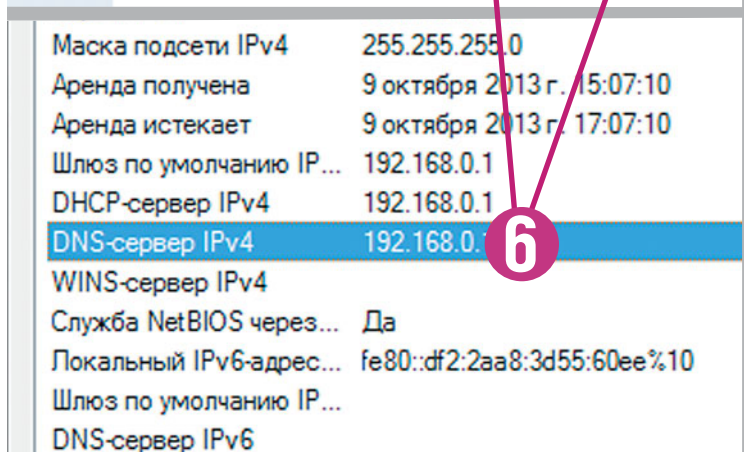 Маска подсети IPv4 255.255.255.0
Аренда получена 9 октября 2013 г. 15:07:10
Аренда истекает 9 октября 2013 г. 17:07:10
Шлюз по умолчанию IP... 192.168.0.1
DHCP-сервер IPv4 192.168.0.1
DNS-сервер IPv4 192.168.0. 6
WINS-сервер IPv4
Служба NetBIOS через... Да
Локальный IPv6-адрес... fe80::df2:2aa8:3d55:60ee%10
Шлюз по умолчанию IP...
DNS-сервер IPv6